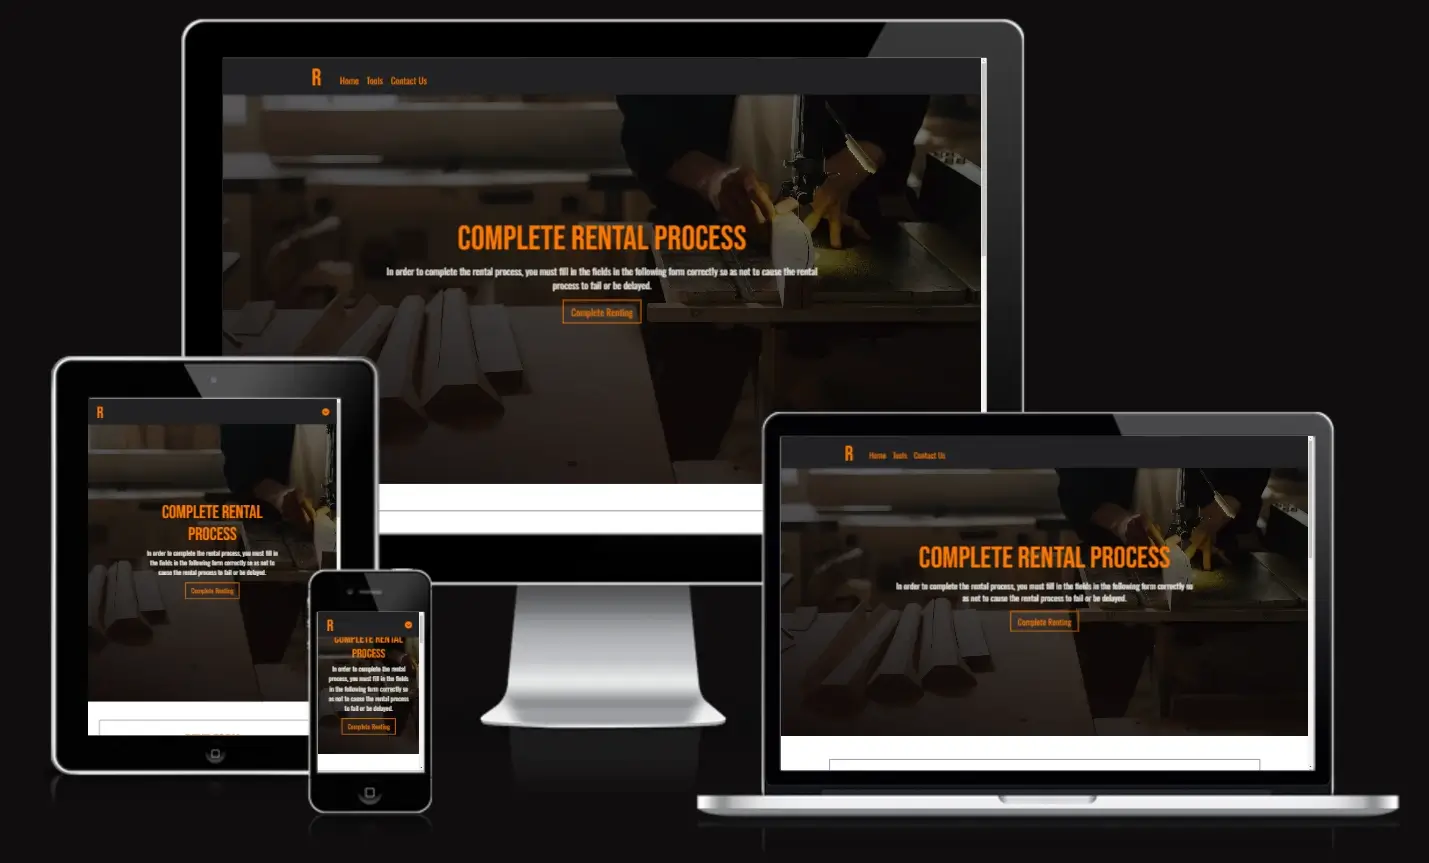 R Home Tools Contact Us
COMPLETE RENTAL PROCESS
In order to complete the rental process, you must fill in the fields in the following form correctly so as not to cause the rental
process to fail or be delayed.
Complete Renting
R
COMPLETE RENTAL
PROCESS
In order to complete the rental process, you must fill in
the fields in the following form correctly so as not to
cause the rental process to fail or be delayed.
Complete Renting
R
COMPLETE RENTAL
PROCESS
In order to complete the rental
process, you must fill in the fields
in the following form correctly so
as not to cause the rental process
to fail or be delayed.
Complete Renting
R Home Tools Contact Us
COMPLETE RENTAL PROCESS
In order to complete the rental process, you must fill in the fields in the following form correctly so
as not to cause the rental process to fail or be delayed.
Complete Renting